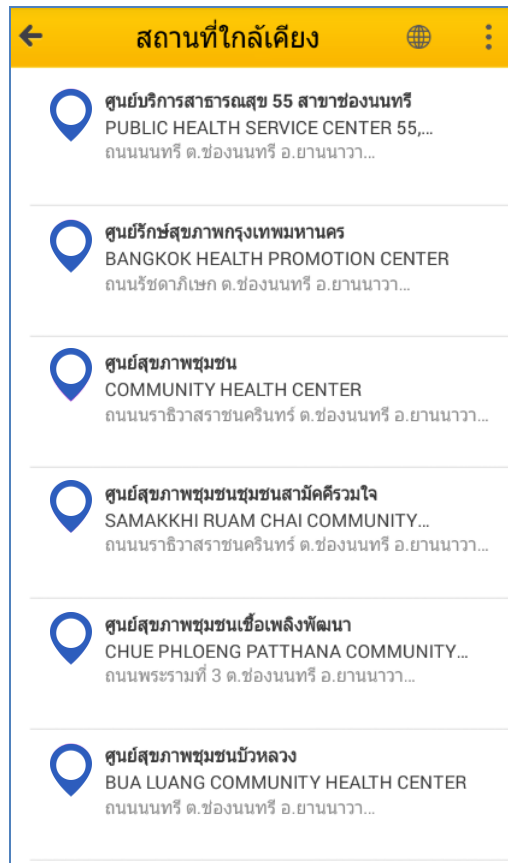 สถานที่ใกล้เคียง
ศูนย์บริการสาธารณสุข 55 สาขาช่องนนทรี
PUBLIC HEALTH SERVICE CENTER 55,...
ถนนนนทรี ต.ช่องนนทรี อ.ยานนาวา...
ศูนย์รักษ์สุขภาพกรุงเทพมหานคร
BANGKOK HEALTH PROMOTION CENTER
ถนนรัชดาภิเษก ต.ช่องนนทรี อ.ยานนาวา...
ศูนย์สุขภาพชุมชน
COMMUNITY HEALTH CENTER
ถนนนราธิวาสราชนครินทร์ ต.ช่องนนทรี อ.ยานนาวา...
ศูนย์สุขภาพชุมชนชุมชนสามัคคีรวมใจ
SAMAKKHI RUAM CHAI COMMUNITY...
ถนนนราธิวาสราชนครินทร์ ต.ช่องนนทรี อ.ยานนาวา...
ศูนย์สุขภาพชุมชนเชื้อเพลิงพัฒนา
CHUE PHLOENG PATTHANA COMMUNITY...
ถนนพระรามที่ 3 ต.ช่องนนทรี อ.ยานนาวา...
ศูนย์สุขภาพชุมชนบัวหลวง
BUA LUANG COMMUNITY HEALTH CENTER
ถนนนนทรี ต.ช่องนนทรี อ.ยานนาวา...